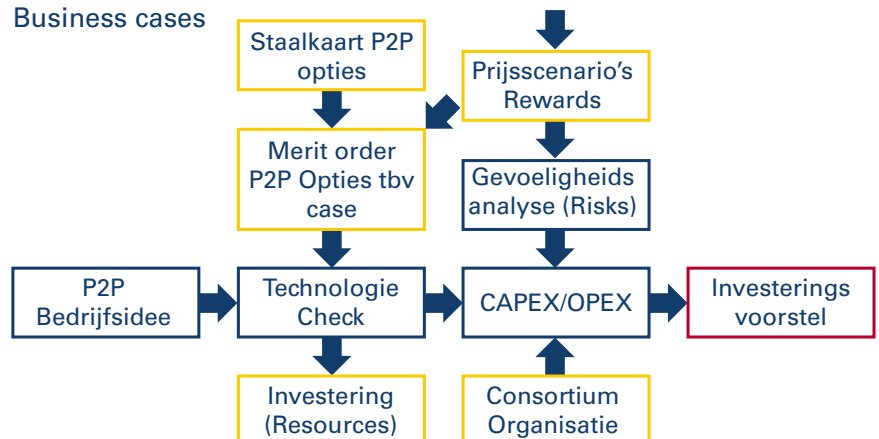 Business cases
Staalkaart P2P
opties
Prijsscenario's
Rewards
Merit order
P2P Opties tbv
case
Gevoeligheids
analyse (Risks)
P2P
Bedrijfsidee
Technologie
Check
CAPEX/OPEX
Investerings
voorstel
Investering
(Resources)
Consortium
Organisatie